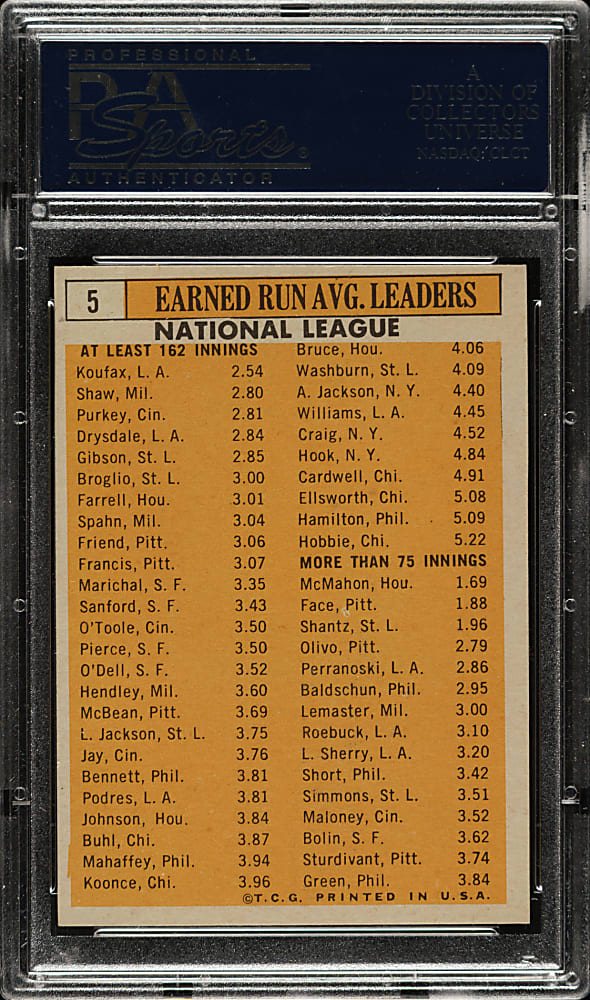 PROFESSIONAL
PSA
Sports®
AUTHENTICATOR
A
DIVISION OF
COLLECTORS
UNIVERSE
NASDAQ: CLCT
5 EARNED RUN AVG. LEADERS
NATIONAL LEAGUE
AT LEAST 162 INNINGS
Koufax, L. A. 2.54
Shaw, Mil. 2.80
Purkey, Cin. 2.81
Drysdale, L. A. 2.84
Gibson, St. L. 2.85
Broglio, St. L. 3.00
Farrell, Hou. 3.01
Spahn, Mil. 3.04
Friend, Pitt. 3.06
Francis, Pitt. 3.07
Marichal, S. F. 3.35
Sanford, S. F. 3.43
O'Toole, Cin. 3.50
Pierce, S. F. 3.50
O'Dell, S. F. 3.52
Hendley, Mil. 3.60
McBean, Pitt. 3.69
L. Jackson, St. L. 3.75
Jay, Cin. 3.76
Bennett, Phil. 3.81
Podres, L. A. 3.81
Johnson, Hou. 3.84
Buhl, Chi. 3.87
Mahaffey, Phil. 3.94
Koonce, Chi. 3.96
Bruce, Hou. 4.06
Washburn, St. L. 4.09
A. Jackson, N. Y. 4.40
Williams, L. A. 4.45
Craig, N. Y. 4.52
Hook, N. Y. 4.84
Cardwell, Chi. 4.91
Ellsworth, Chi. 5.08
Hamilton, Phil. 5.09
Hobbie, Chi. 5.22
MORE THAN 75 INNINGS
McMahon, Hou. 1.69
Face, Pitt. 1.88
Shantz, St. L. 1.96
Olivo, Pitt. 2.79
Perranoski, L. A. 2.86
Baldschun, Phil. 2.95
Lemaster, Mil. 3.00
Roebuck, L. A. 3.10
L. Sherry, L. A. 3.20
Short, Phil. 3.42
Simmons, St. L. 3.51
Maloney, Cin. 3.52
Bolin, S. F. 3.62
Sturdivant, Pitt. 3.74
Green, Phil. 3.84
©T.C.G. PRINTED IN U.S.A.